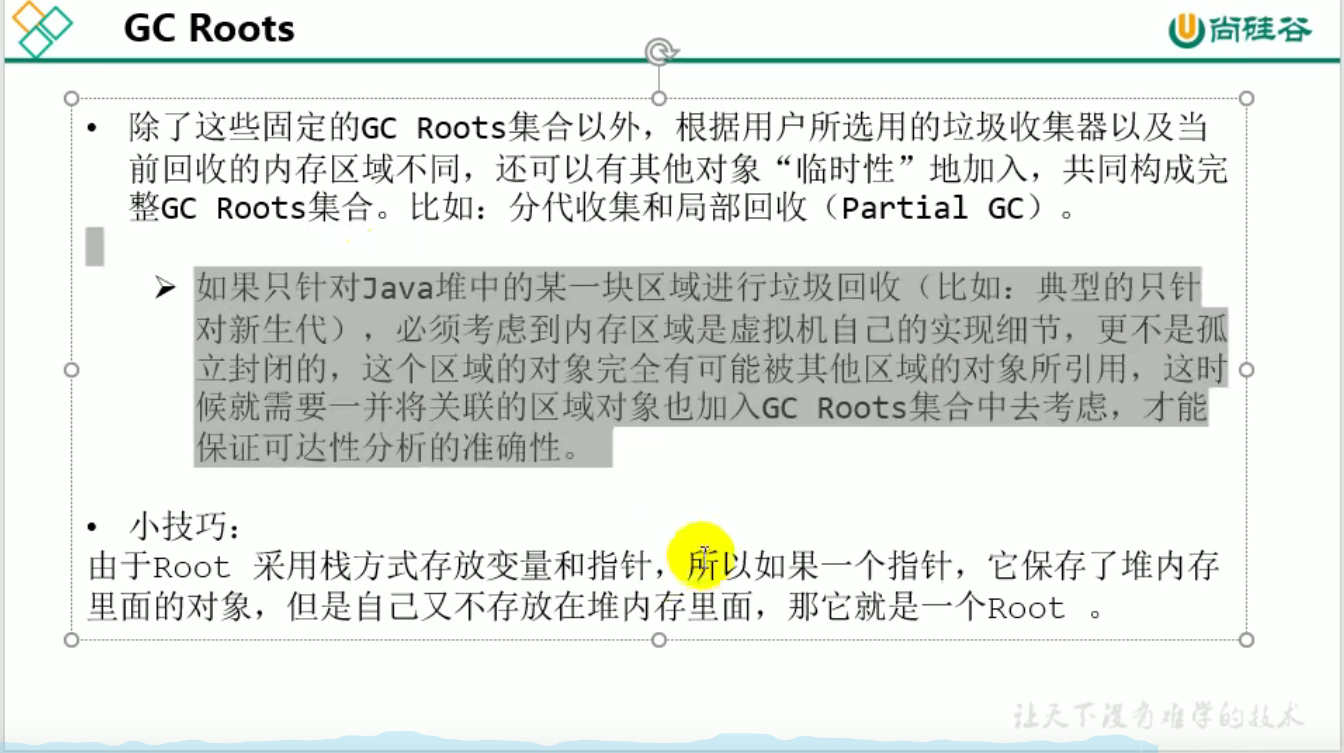 GC Roots
尚硅谷
• 除了这些固定的GC Roots集合以外，根据用户所选用的垃圾收集器以及当
前回收的内存区域不同，还可以有其他对象“临时性”地加入，共同构成完
整GC Roots集合。比如：分代收集和局部回收（Partial GC）。
➢ 如果只针对Java堆中的某一块区域进行垃圾回收（比如：典型的只针
对新生代），必须考虑到内存区域是虚拟机自己的实现细节，更不是孤
立封闭的，这个区域的对象完全有可能被其他区域的对象所引用，这时
候就需要一并将关联的区域对象也加入GC Roots集合中去考虑，才能
保证可达性分析的准确性。
• 小技巧：
由于Root 采用栈方式存放变量和指针，所以如果一个指针，它保存了堆内存
里面的对象，但是自己又不存放在堆内存里面，那它就是一个Root 。
让天下没有难学的技术